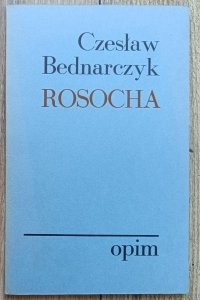 Czesław
Bednarczyk
ROSOCHA
opim